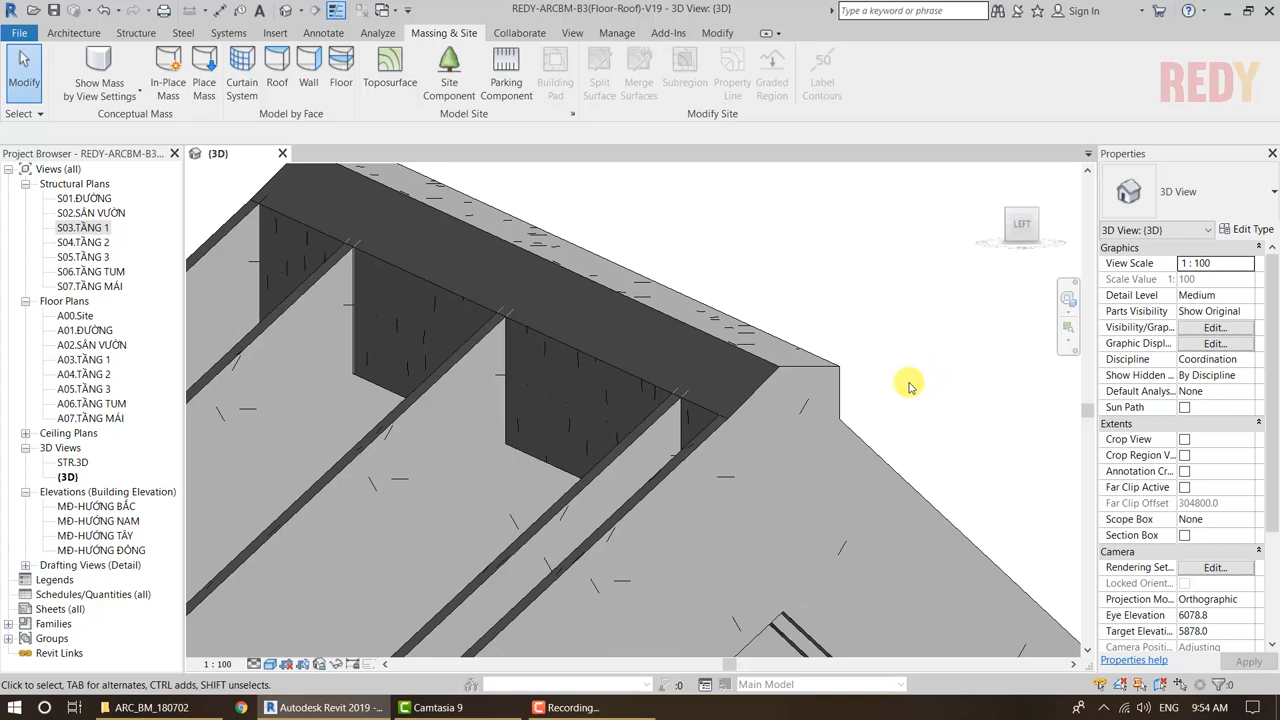 REDY-ARCBM-B3(Floor-Roof)-V19 - 3D View: {3D}
Type a keyword or phrase
Sign In
File
Architecture
Structure
Steel
Systems
Insert
Annotate
Analyze
Massing & Site
Collaborate
View
Manage
Add-Ins
Modify
REDY
Modify
Show Mass
by View Settings
In-Place
Mass
Place
Mass
Curtain
System
Roof
Wall
Floor
Toposurface
Site
Component
Parking
Component
Building
Pad
Split
Surface
Merge
Surfaces
Subregion
Property
Line
Graded
Region
Label
Contours
Select
Conceptual Mass
Model by Face
Model Site
Modify Site
Project Browser - REDY-ARCBM-B3...
{3D}
Properties
Views (all)
Structural Plans
S01.ĐƯỜNG
S02.SÂN VƯỜN
S03.TẦNG 1
S04.TẦNG 2
S05.TẦNG 3
S06.TẦNG TUM
S07.TẦNG MÁI
Floor Plans
A00.Site
A01.ĐƯỜNG
A02.SÂN VƯỜN
A03.TẦNG 1
A04.TẦNG 2
A05.TẦNG 3
A06.TẦNG TUM
A07.TẦNG MÁI
Ceiling Plans
3D Views
STR.3D
{3D}
Elevations (Building Elevation)
MĐ-HƯỚNG BẮC
MĐ-HƯỚNG NAM
MĐ-HƯỚNG TÂY
MĐ-HƯỚNG ĐÔNG
Drafting Views (Detail)
Legends
Schedules/Quantities (all)
Sheets (all)
Families
Groups
Revit Links
LEFT
3D View
3D View: {3D}
Edit Type
Graphics
View Scale 1 : 100
Scale Value 1: 100
Detail Level Medium
Parts Visibility Show Original
Visibility/Grap... Edit...
Graphic Displ... Edit...
Discipline Coordination
Show Hidden ... By Discipline
Default Analys... None
Sun Path
Extents
Crop View
Crop Region V...
Annotation Cr...
Far Clip Active
Far Clip Offset 304800.0
Scope Box None
Section Box
Camera
Rendering Set... Edit...
Locked Orient...
Projection Mo... Orthographic
Eye Elevation 6078.8
Target Elevati... 5878.0
Camera Positi... Adjusting
Properties help
Apply
1 : 100
Click to select, TAB for alternates, CTRL adds, SHIFT unselects.
:0
Main Model
:0
ARC_BM_180702
Autodesk Revit 2019 - ...
Camtasia 9
Recording...
ENG
9:54 AM